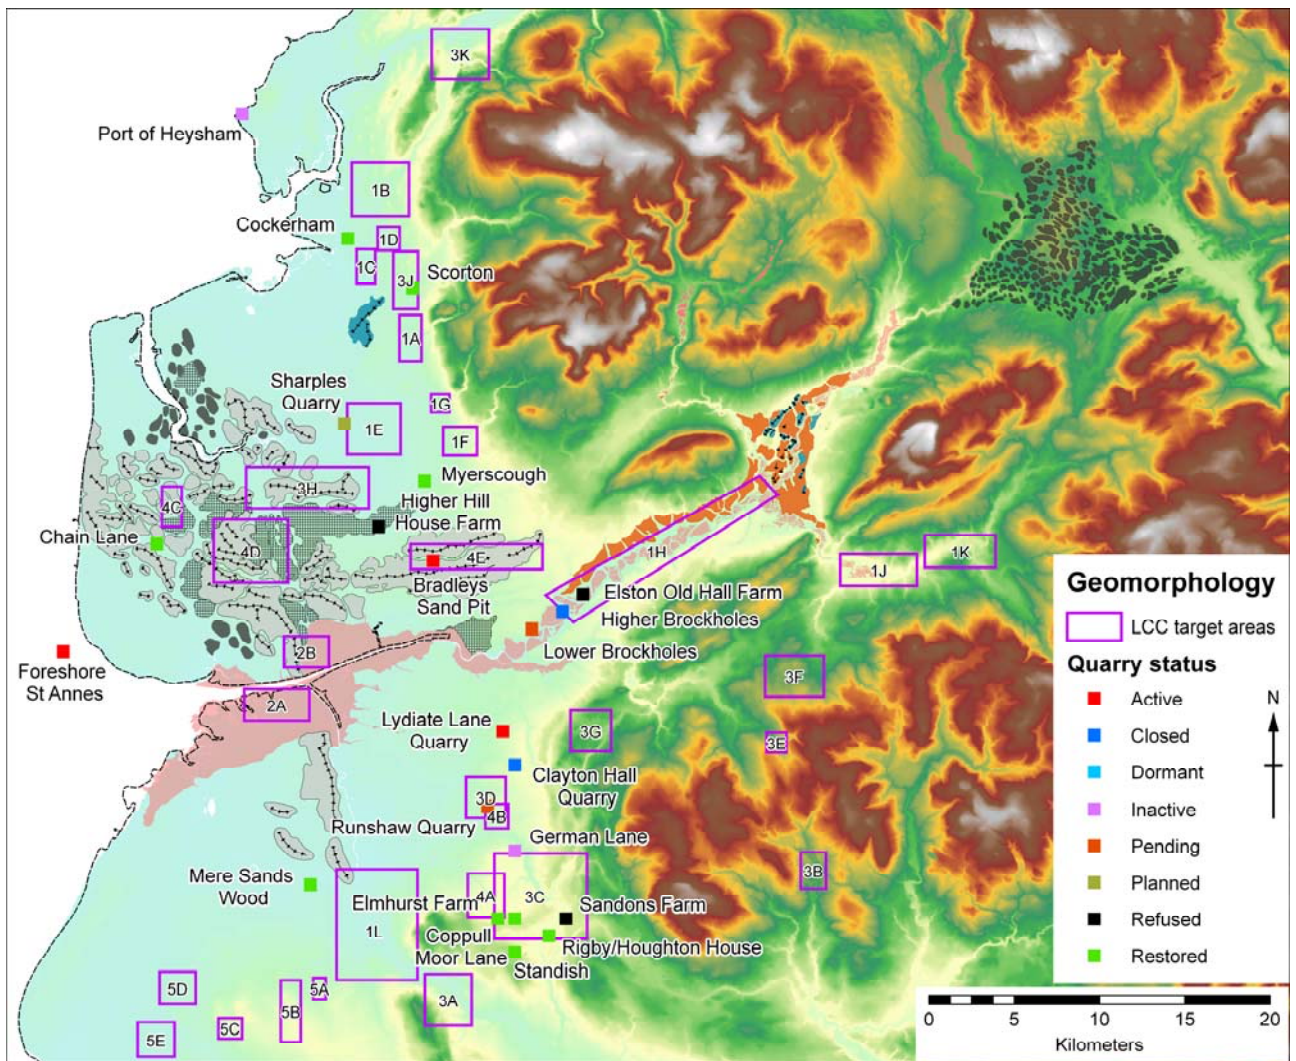 3K
Port of Heysham
1B
Cockerham
1D
1C
3J
Scorton
1A
Sharples
Quarry
1G
1E
1F
Myerscough
3H
Higher Hill
House Farm
4C
Chain Lane
4D
4E
1H
Bradleys
Sand Pit
1J
1K
Elston Old Hall Farm
Higher Brockholes
Lower Brockholes
2B
Foreshore
St Annes
2A
3F
Lydiate Lane
Quarry
3G
3E
Clayton Hall
Quarry
3D
4B
Runshaw Quarry
German Lane
3B
Mere Sands
Wood
4A
3C
Elmhurst Farm
Sandons Farm
1L
Coppull
Moor Lane
Rigby/Houghton House
Standish
5D
5A
5B
3A
5C
5E
Geomorphology
LCC target areas
Quarry status
Active
Closed
Dormant
Inactive
Pending
Planned
Refused
Restored
N
0 5 10 15 20
Kilometers